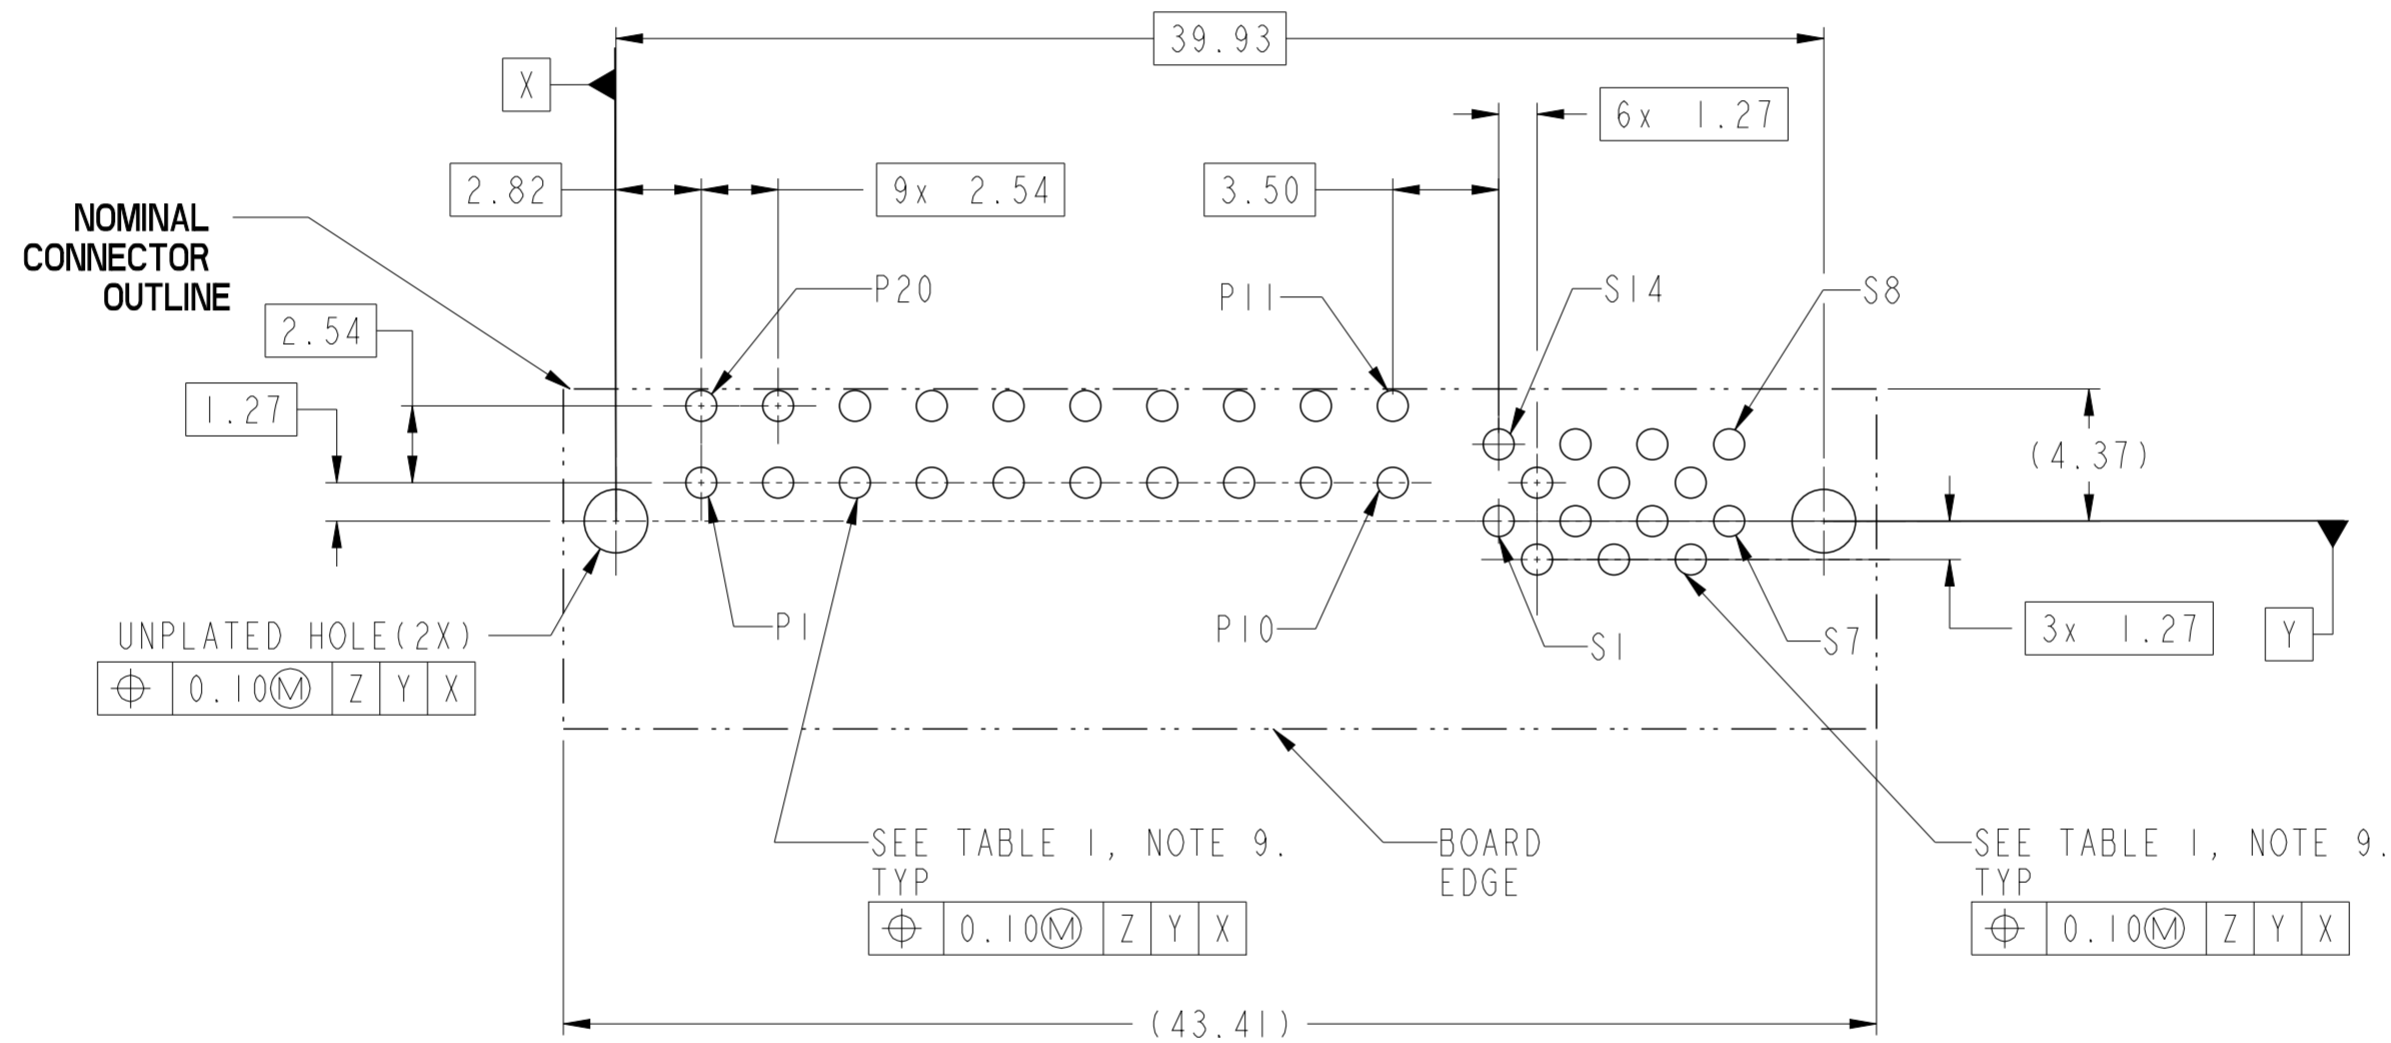 39.93
X
6x 1.27
2.82
9x 2.54
3.50
NOMINAL
CONNECTOR
OUTLINE
P20
P11
S14
S8
2.54
1.27
(4.37)
UNPLATED HOLE(2X)
⌖ 0.10Ⓜ Z Y X
P1
P10
S1
S7
3x 1.27
Y
SEE TABLE 1, NOTE 9.
TYP
⌖ 0.10Ⓜ Z Y X
BOARD
EDGE
SEE TABLE 1, NOTE 9.
TYP
⌖ 0.10Ⓜ Z Y X
(43.41)